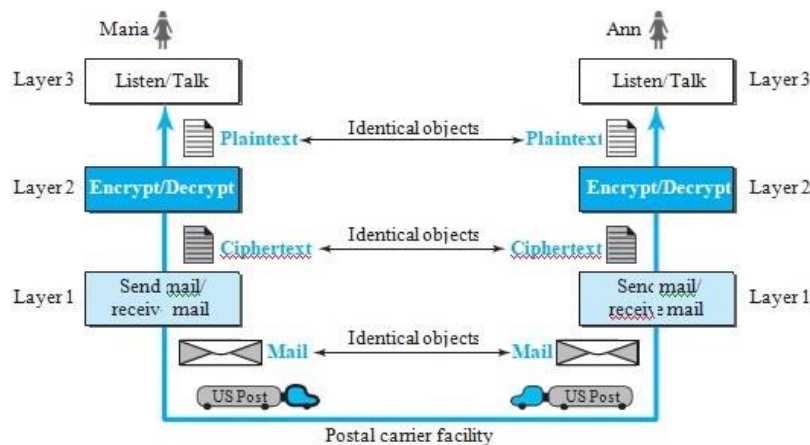 Maria Ann
Layer 3 Listen/Talk Listen/Talk Layer 3
Plaintext Identical objects Plaintext
Layer 2 Encrypt/Decrypt Encrypt/Decrypt Layer 2
Ciphertext Identical objects Ciphertext
Layer 1 Send mail/ Send mail/ Layer 1
receive mail receive mail
Mail Identical objects Mail
US Post US Post
Postal carrier facility